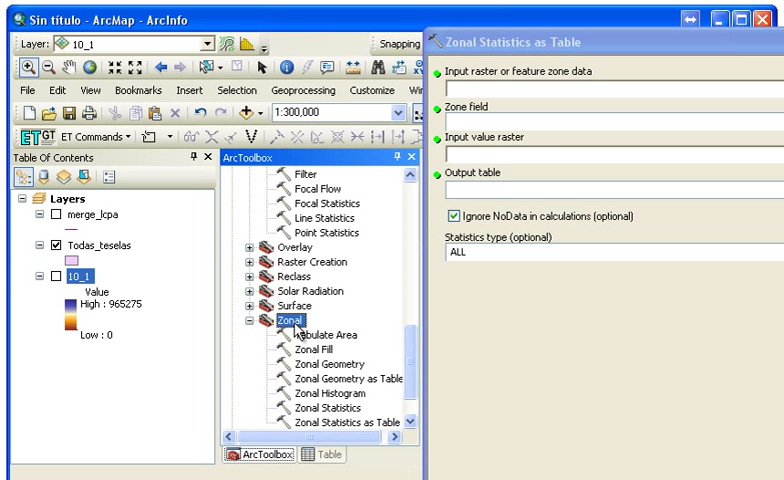 Sin título - ArcMap - ArcInfo
Layer: 10_1
Snapping
File Edit View Bookmarks Insert Selection Geoprocessing Customize
1:300,000
ET GT ET Commands
Table Of Contents
Layers
merge_lcpa
Todas_teselas
10_1
Value
High : 965275
Low : 0
ArcToolbox
Filter
Focal Flow
Focal Statistics
Line Statistics
Point Statistics
Overlay
Raster Creation
Reclass
Solar Radiation
Surface
Zonal
Tabulate Area
Zonal Fill
Zonal Geometry
Zonal Geometry as Table
Zonal Histogram
Zonal Statistics
Zonal Statistics as Table
ArcToolbox Table
Zonal Statistics as Table
Input raster or feature zone data
Zone field
Input value raster
Output table
Ignore NoData in calculations (optional)
Statistics type (optional)
ALL